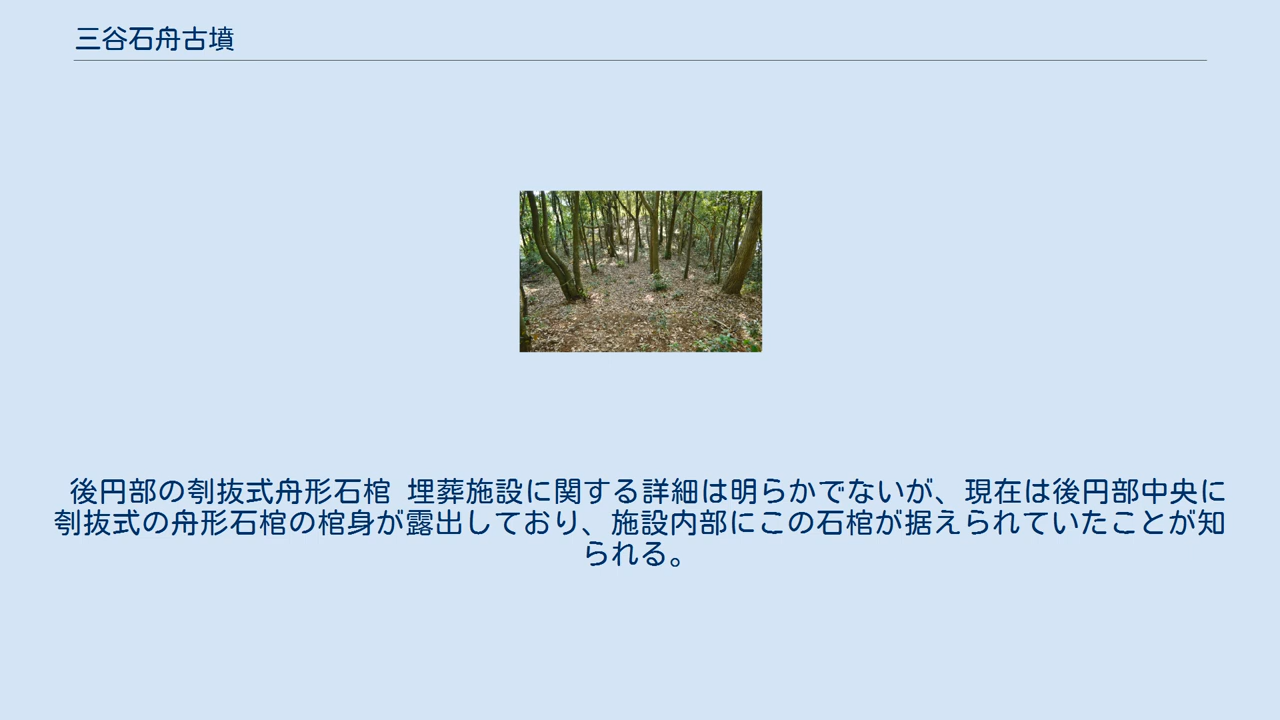 三谷石舟古墳
後円部の刳抜式舟形石棺 埋葬施設に関する詳細は明らかでないが、現在は後円部中央に
刳抜式の舟形石棺の棺身が露出しており、施設内部にこの石棺が据えられていたことが知
られる。